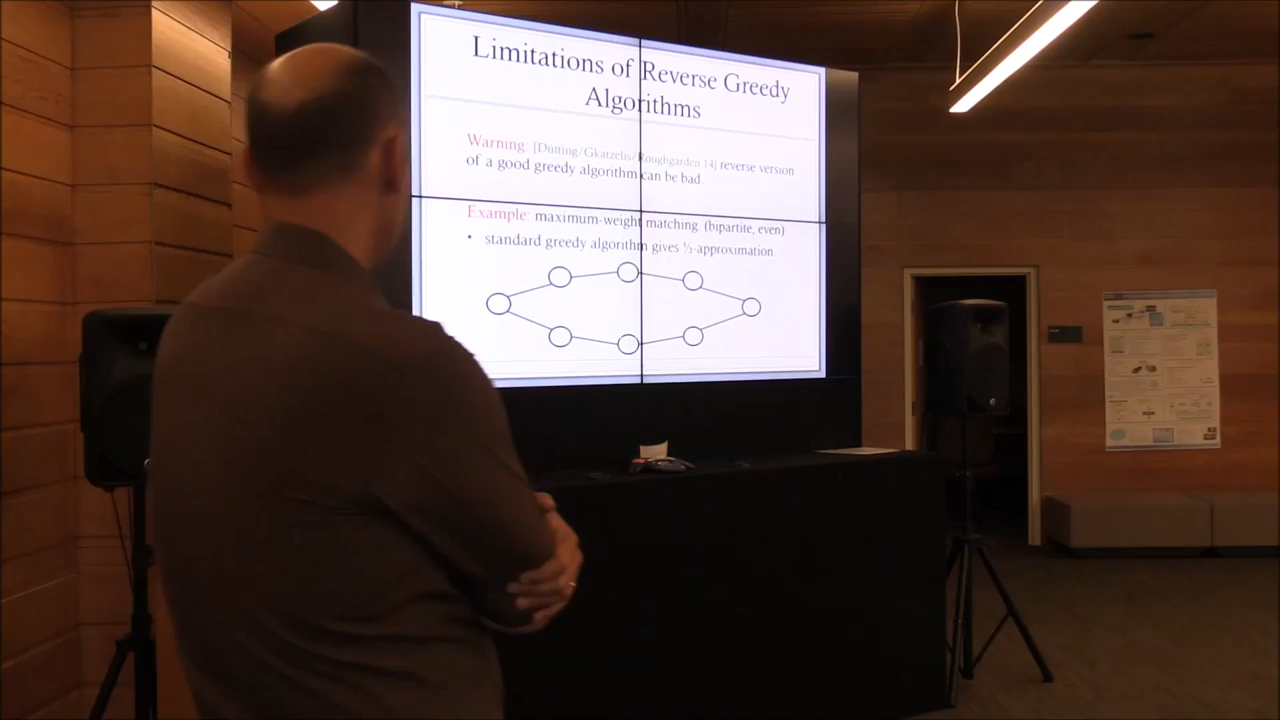 Limitations of Reverse Greedy
Algorithms
Warning: [Dütting/Gkatzelis/Roughgarden 14] reverse version
of a good greedy algorithm can be bad.
Example: maximum-weight matching (bipartite, even)
• standard greedy algorithm gives ½-approximation.